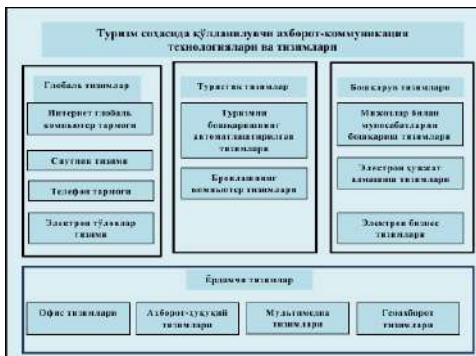 Туризм соҳасида қўлланилувчи ахборот-коммуникация
технологиялари ва тизимлари
Глобаль тизимлар
Интернет глобаль
компьютер тармоғи
Спутник тизими
Телефон тармоғи
Электрон тўловлар
тизими
Туристик тизимлар
Туризмни
бошқаришнинг
автоматлаштирилган
тизимлари
Бронлашнинг
компьютер тизимлари
Бошқарув тизимлари
Мижозлар билан
муносабатларни
бошқариш тизимлари
Электрон ҳужжат
алмашиш тизимлари
Электрон бизнес
тизимлари
Ёрдамчи тизимлар
Офис тизимлари
Ахборот-ҳуқуқий
тизимлари
Мультимедиа
тизимлари
Геоахборот
тизимлари